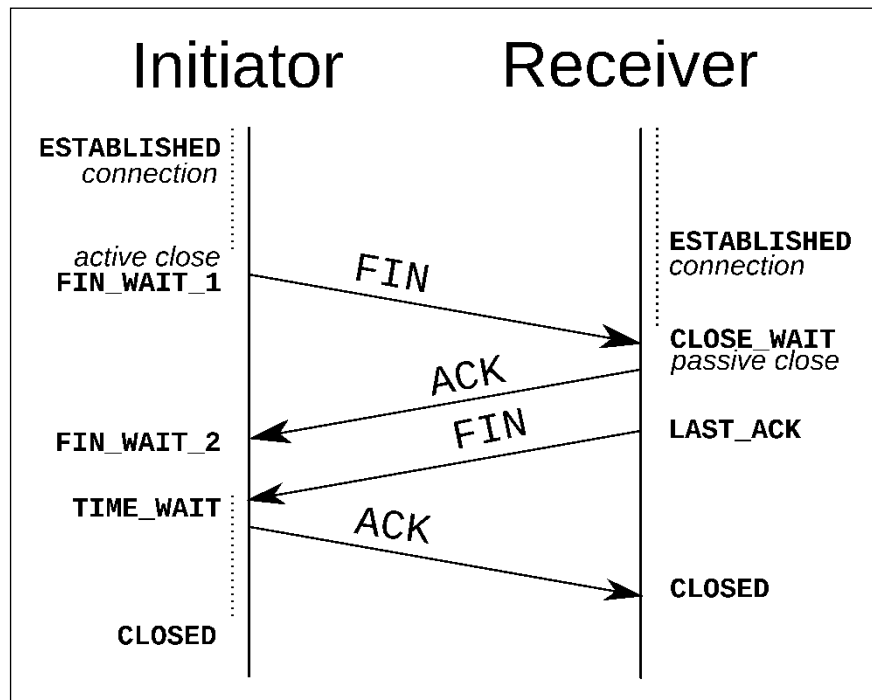 Initiator
Receiver
ESTABLISHED
connection
active close
FIN_WAIT_1
FIN
ESTABLISHED
connection
CLOSE_WAIT
passive close
ACK
FIN
LAST_ACK
FIN_WAIT_2
TIME_WAIT
ACK
CLOSED
CLOSED